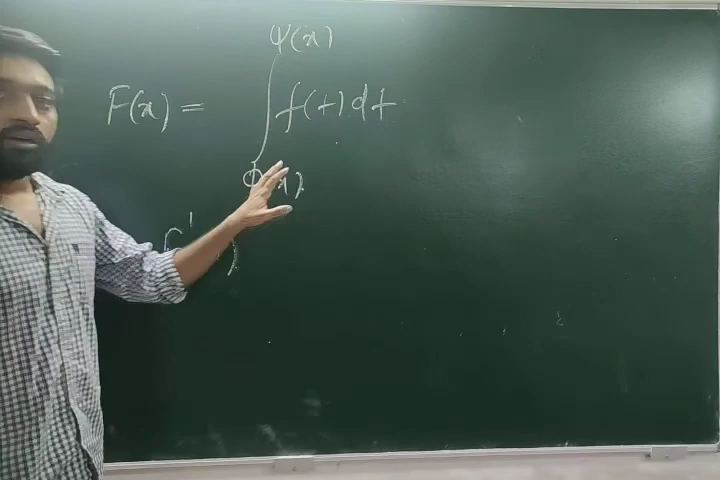 ψ(x)
F(x) = ∫ f(t) dt
ϕ(x)